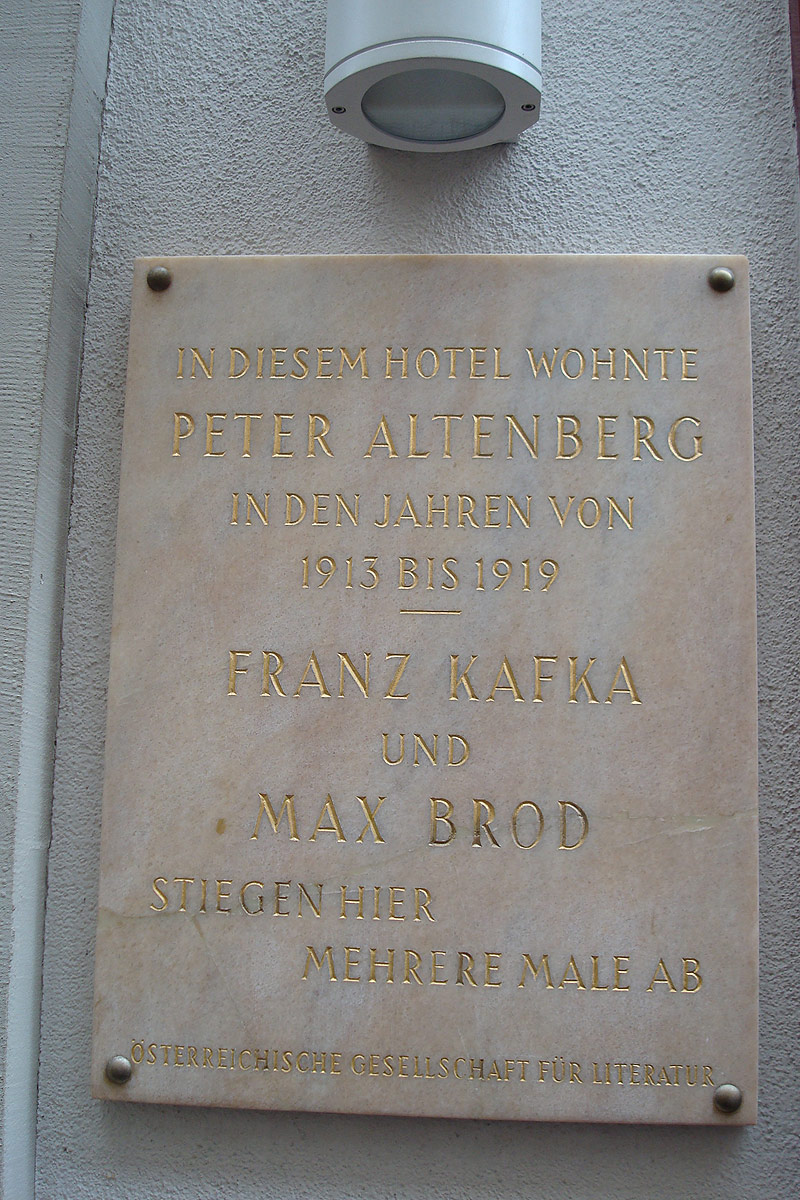 IN DIESEM HOTEL WOHNTE
PETER ALTENBERG
IN DEN JAHREN VON
1913 BIS 1919
FRANZ KAFKA
UND
MAX BROD
STIEGEN HIER
MEHRERE MALE AB
ÖSTERREICHISCHE GESELLSCHAFT FÜR LITERATUR